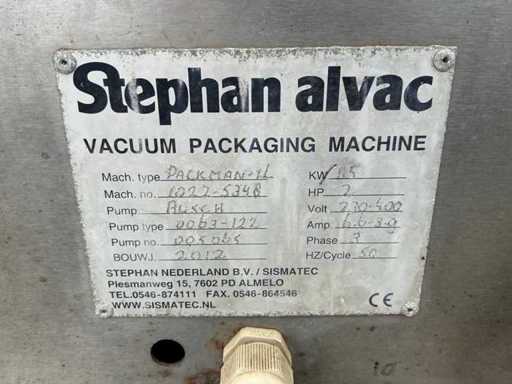 Stephan alvac
VACUUM PACKAGING MACHINE
Mach. type PACKMAN-IL KW 1,5
Mach. no. 1022-5348 HP 2
Pump BUSCH Volt 230-400
Pump type 0063-122 Amp 6.6-3.9
Pump no. 005065 Phase 3
BOUWJ. 2012 HZ/Cycle 50
STEPHAN NEDERLAND B.V. / SISMATEC
Plesmanweg 15, 7602 PD ALMELO
TEL.0546-874111 FAX. 0546-864546
WWW.SISMATEC.NL CE